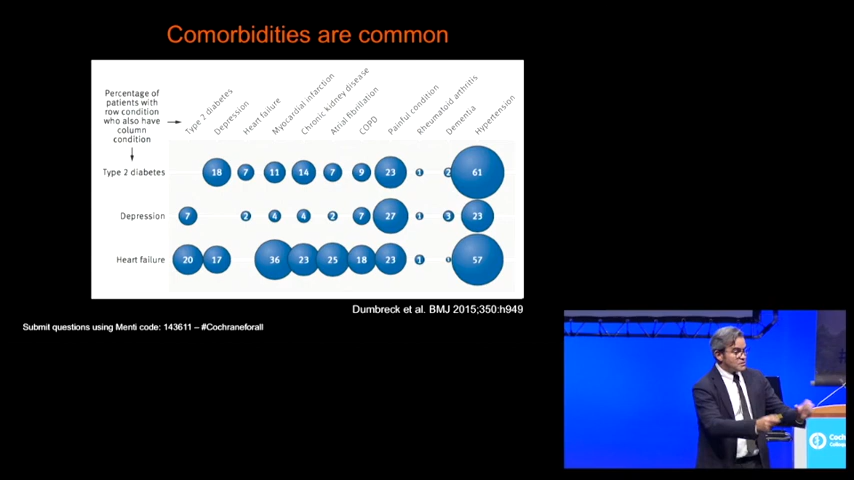 Comorbidities are common
Percentage of
patients with
row condition
who also have
column
condition
Type 2 diabetes
Depression
Heart failure
Myocardial infarction
Chronic kidney disease
Atrial fibrillation
COPD
Painful condition
Rheumatoid arthritis
Dementia
Hypertension
Type 2 diabetes 18 7 11 14 7 9 23 1 2 61
Depression 7 2 4 4 2 7 27 1 3 23
Heart failure 20 17 36 23 25 18 23 1 57
Dumbreck et al. BMJ 2015;350:h949
Submit questions using Menti code: 143611 – #Cochraneforall